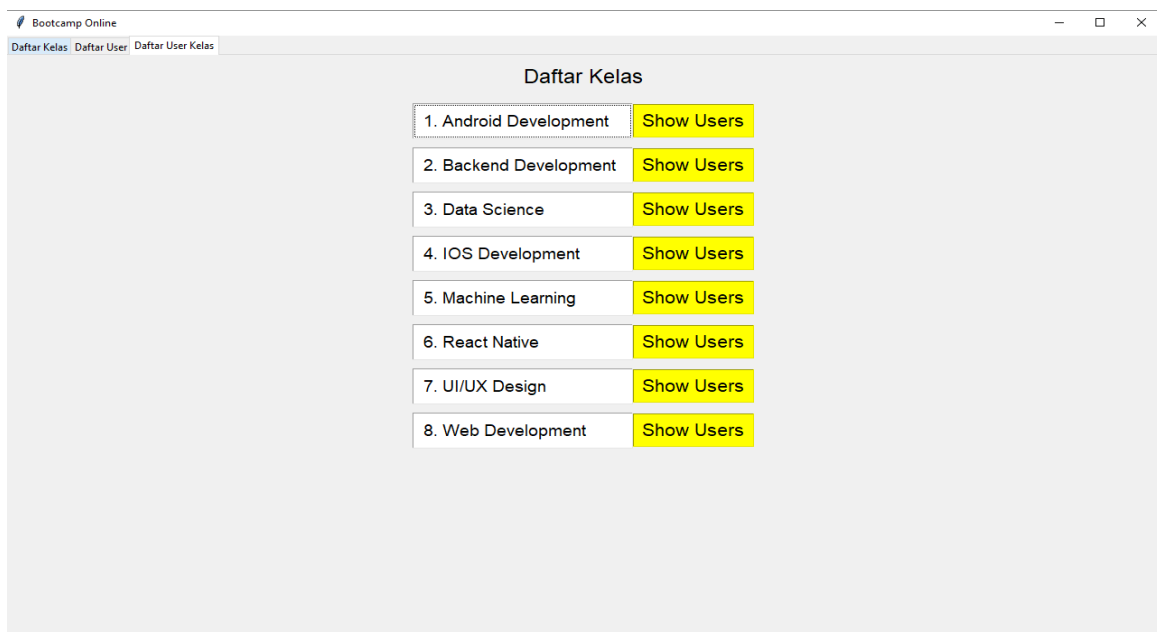 Bootcamp Online
Daftar Kelas Daftar User Daftar User Kelas
Daftar Kelas
1. Android Development Show Users
2. Backend Development Show Users
3. Data Science Show Users
4. IOS Development Show Users
5. Machine Learning Show Users
6. React Native Show Users
7. UI/UX Design Show Users
8. Web Development Show Users